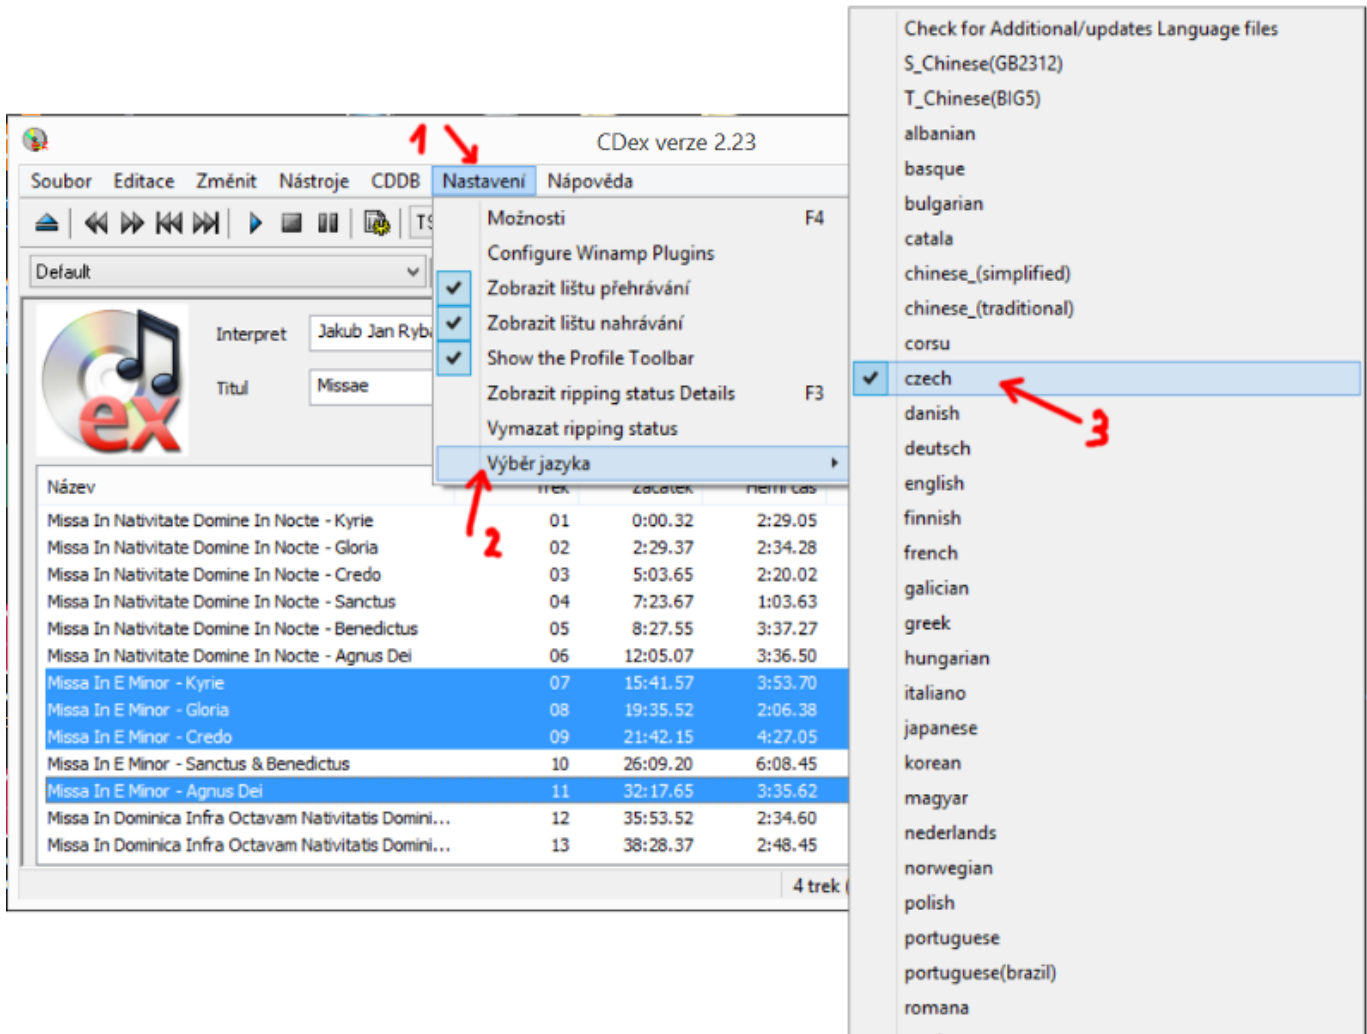 CDex verze 2.23
1
Soubor Editace Změnit Nástroje CDDB Nastavení Nápověda
Default
ex
Interpret Jakub Jan
Titul Missae
Možnosti F4
Configure Winamp Plugins
Zobrazit lištu přehrávání
Zobrazit lištu nahrávání
Show the Profile Toolbar
Zobrazit ripping status Details F3
Vymazat ripping status
Výběr jazyka
2
Název
Missa In Nativitate Domine In Nocte - Kyrie 01 0:00.32 2:29.05
Missa In Nativitate Domine In Nocte - Gloria 02 2:29.37 2:34.28
Missa In Nativitate Domine In Nocte - Credo 03 5:03.65 2:20.02
Missa In Nativitate Domine In Nocte - Sanctus 04 7:23.67 1:03.63
Missa In Nativitate Domine In Nocte - Benedictus 05 8:27.55 3:37.27
Missa In Nativitate Domine In Nocte - Agnus Dei 06 12:05.07 3:36.50
Missa In E Minor - Kyrie 07 15:41.57 3:53.70
Missa In E Minor - Gloria 08 19:35.52 2:06.38
Missa In E Minor - Credo 09 21:42.15 4:27.05
Missa In E Minor - Sanctus & Benedictus 10 26:09.20 6:08.45
Missa In E Minor - Agnus Dei 11 32:17.65 3:35.62
Missa In Dominica Infra Octavam Nativitatis Domini... 12 35:53.52 2:34.60
Missa In Dominica Infra Octavam Nativitatis Domini... 13 38:28.37 2:48.45
4 trek (
Check for Additional/updates Language files
S_Chinese(GB2312)
T_Chinese(BIG5)
albanian
basque
bulgarian
catala
chinese_(simplified)
chinese_(traditional)
corsu
czech
3
danish
deutsch
english
finnish
french
galician
greek
hungarian
italiano
japanese
korean
magyar
nederlands
norwegian
polish
portuguese
portuguese(brazil)
romana